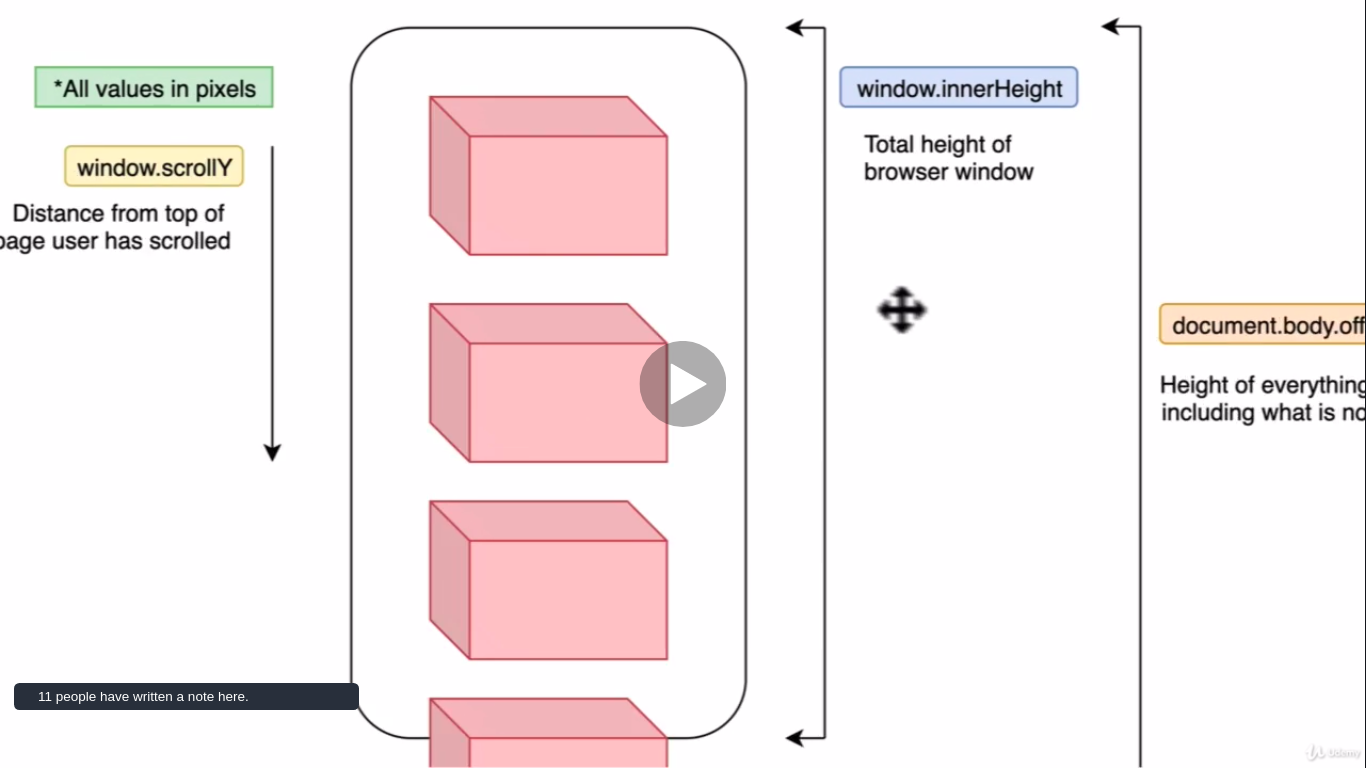 *All values in pixels
window.scrollY
Distance from top of
page user has scrolled
window.innerHeight
Total height of
browser window
document.body.off
Height of everything
including what is no
11 people have written a note here.
Udemy